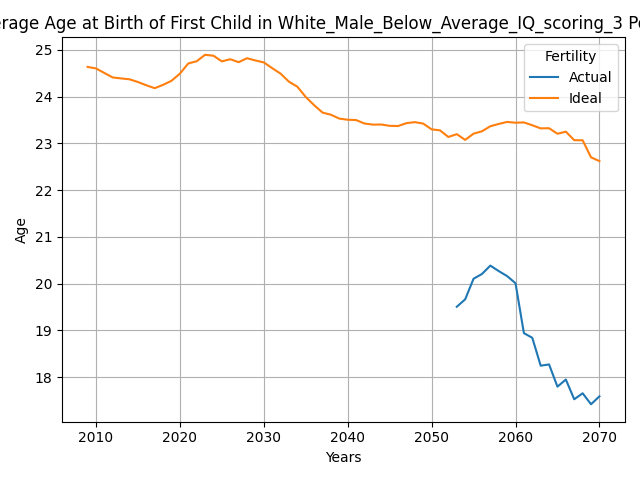 erage Age at Birth of First Child in White_Male_Below_Average_IQ_scoring_3 Po
25
24
23
22
21
20
19
18
Age
Fertility
Actual
Ideal
2010 2020 2030 2040 2050 2060 2070
Years